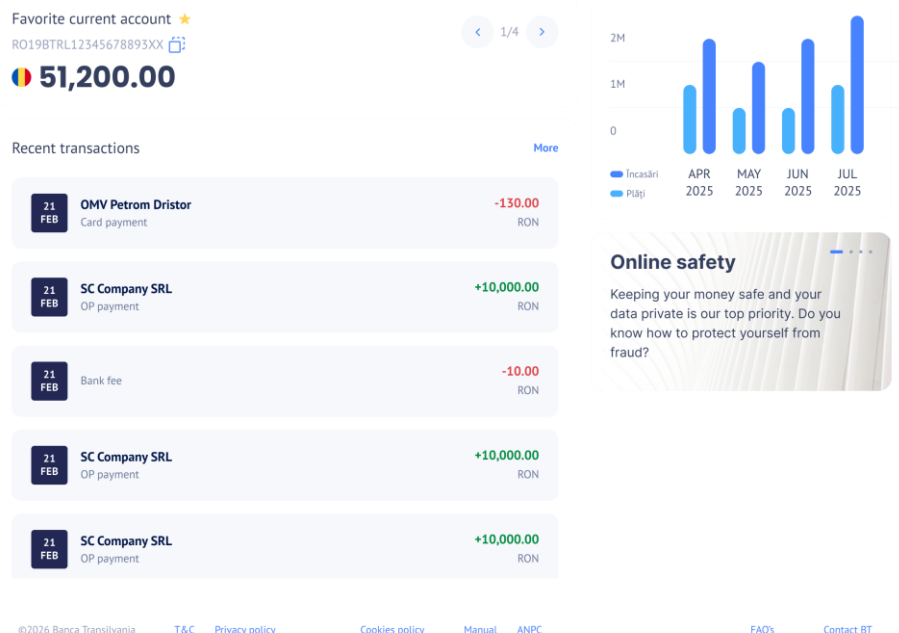 Favorite current account
RO19BTRL12345678893XX
1/4
51,200.00
Recent transactions
More
21
FEB
OMV Petrom Dristor
Card payment
-130.00
RON
21
FEB
SC Company SRL
OP payment
+10,000.00
RON
21
FEB
Bank fee
-10.00
RON
21
FEB
SC Company SRL
OP payment
+10,000.00
RON
21
FEB
SC Company SRL
OP payment
+10,000.00
RON
2M
1M
0
Încasări
Plăți
APR
2025
MAY
2025
JUN
2025
JUL
2025
Online safety
Keeping your money safe and your
data private is our top priority. Do you
know how to protect yourself from
fraud?
©2026 Banca Transilvania
T&C
Privacy policy
Cookies policy
Manual
ANPC
FAQ's
Contact BT